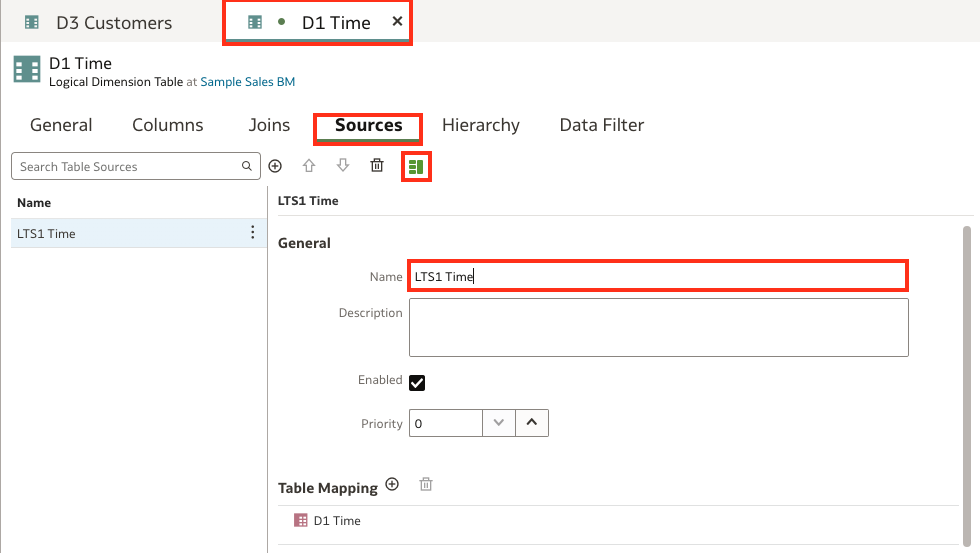 D3 Customers
D1 Time
D1 Time
Logical Dimension Table at Sample Sales BM
General Columns Joins Sources Hierarchy Data Filter
Search Table Sources
Name
LTS1 Time
LTS1 Time
General
Name LTS1 Time
Description
Enabled
Priority 0
Table Mapping
D1 Time